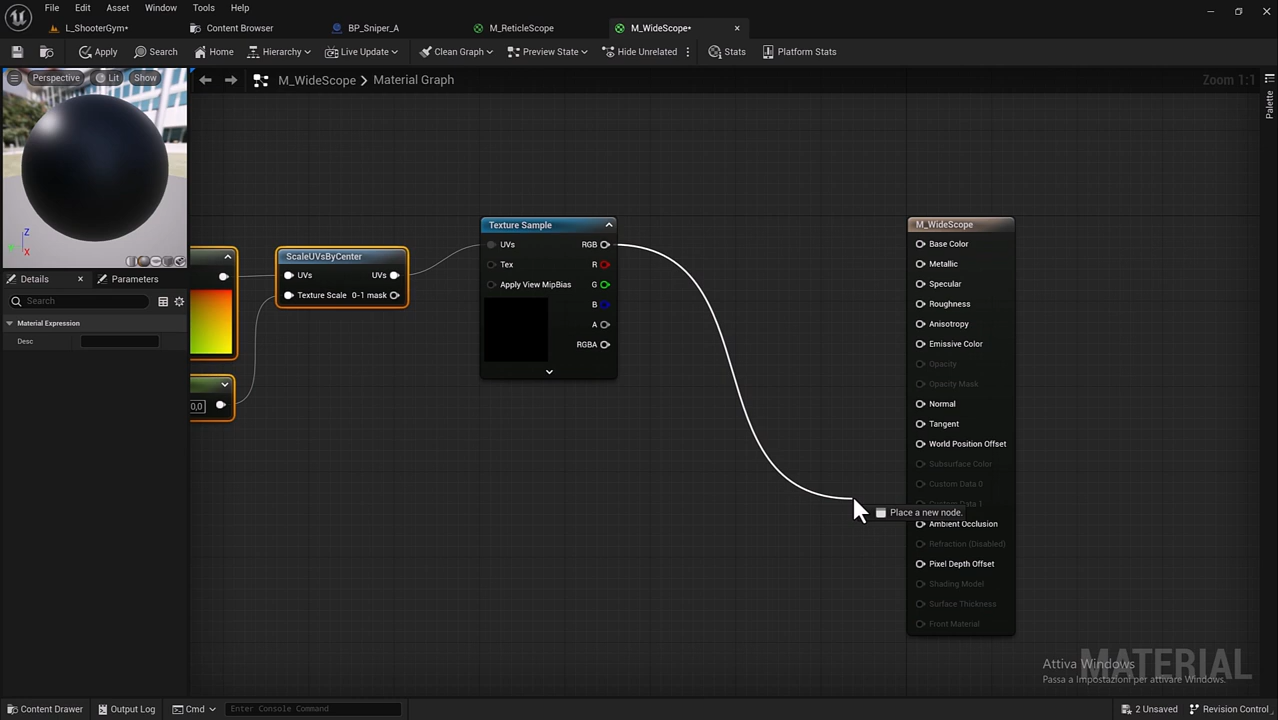 File Edit Asset Window Tools Help
L_ShooterGym* Content Browser BP_Sniper_A M_ReticleScope M_WideScope*
Apply Search Home Hierarchy Live Update Clean Graph Preview State Hide Unrelated Stats Platform Stats
Perspective Lit Show
M_WideScope > Material Graph
Zoom 1:1
Palette
Z
X
Details Parameters
Search
Material Expression
Desc
0,0
ScaleUVsByCenter
UVs UVs
Texture Scale 0-1 mask
Texture Sample
UVs RGB
Tex R
Apply View MipBias G
B
A
RGBA
M_WideScope
Base Color
Metallic
Specular
Roughness
Anisotropy
Emissive Color
Opacity
Opacity Mask
Normal
Tangent
World Position Offset
Subsurface Color
Custom Data 0
Custom Data 1
Place a new node.
Ambient Occlusion
Refraction (Disabled)
Pixel Depth Offset
Shading Model
Surface Thickness
Front Material
MATERIAL
Attiva Windows
Passa a Impostazioni per attivare Windows.
Content Drawer Output Log Cmd Enter Console Command 2 Unsaved Revision Control